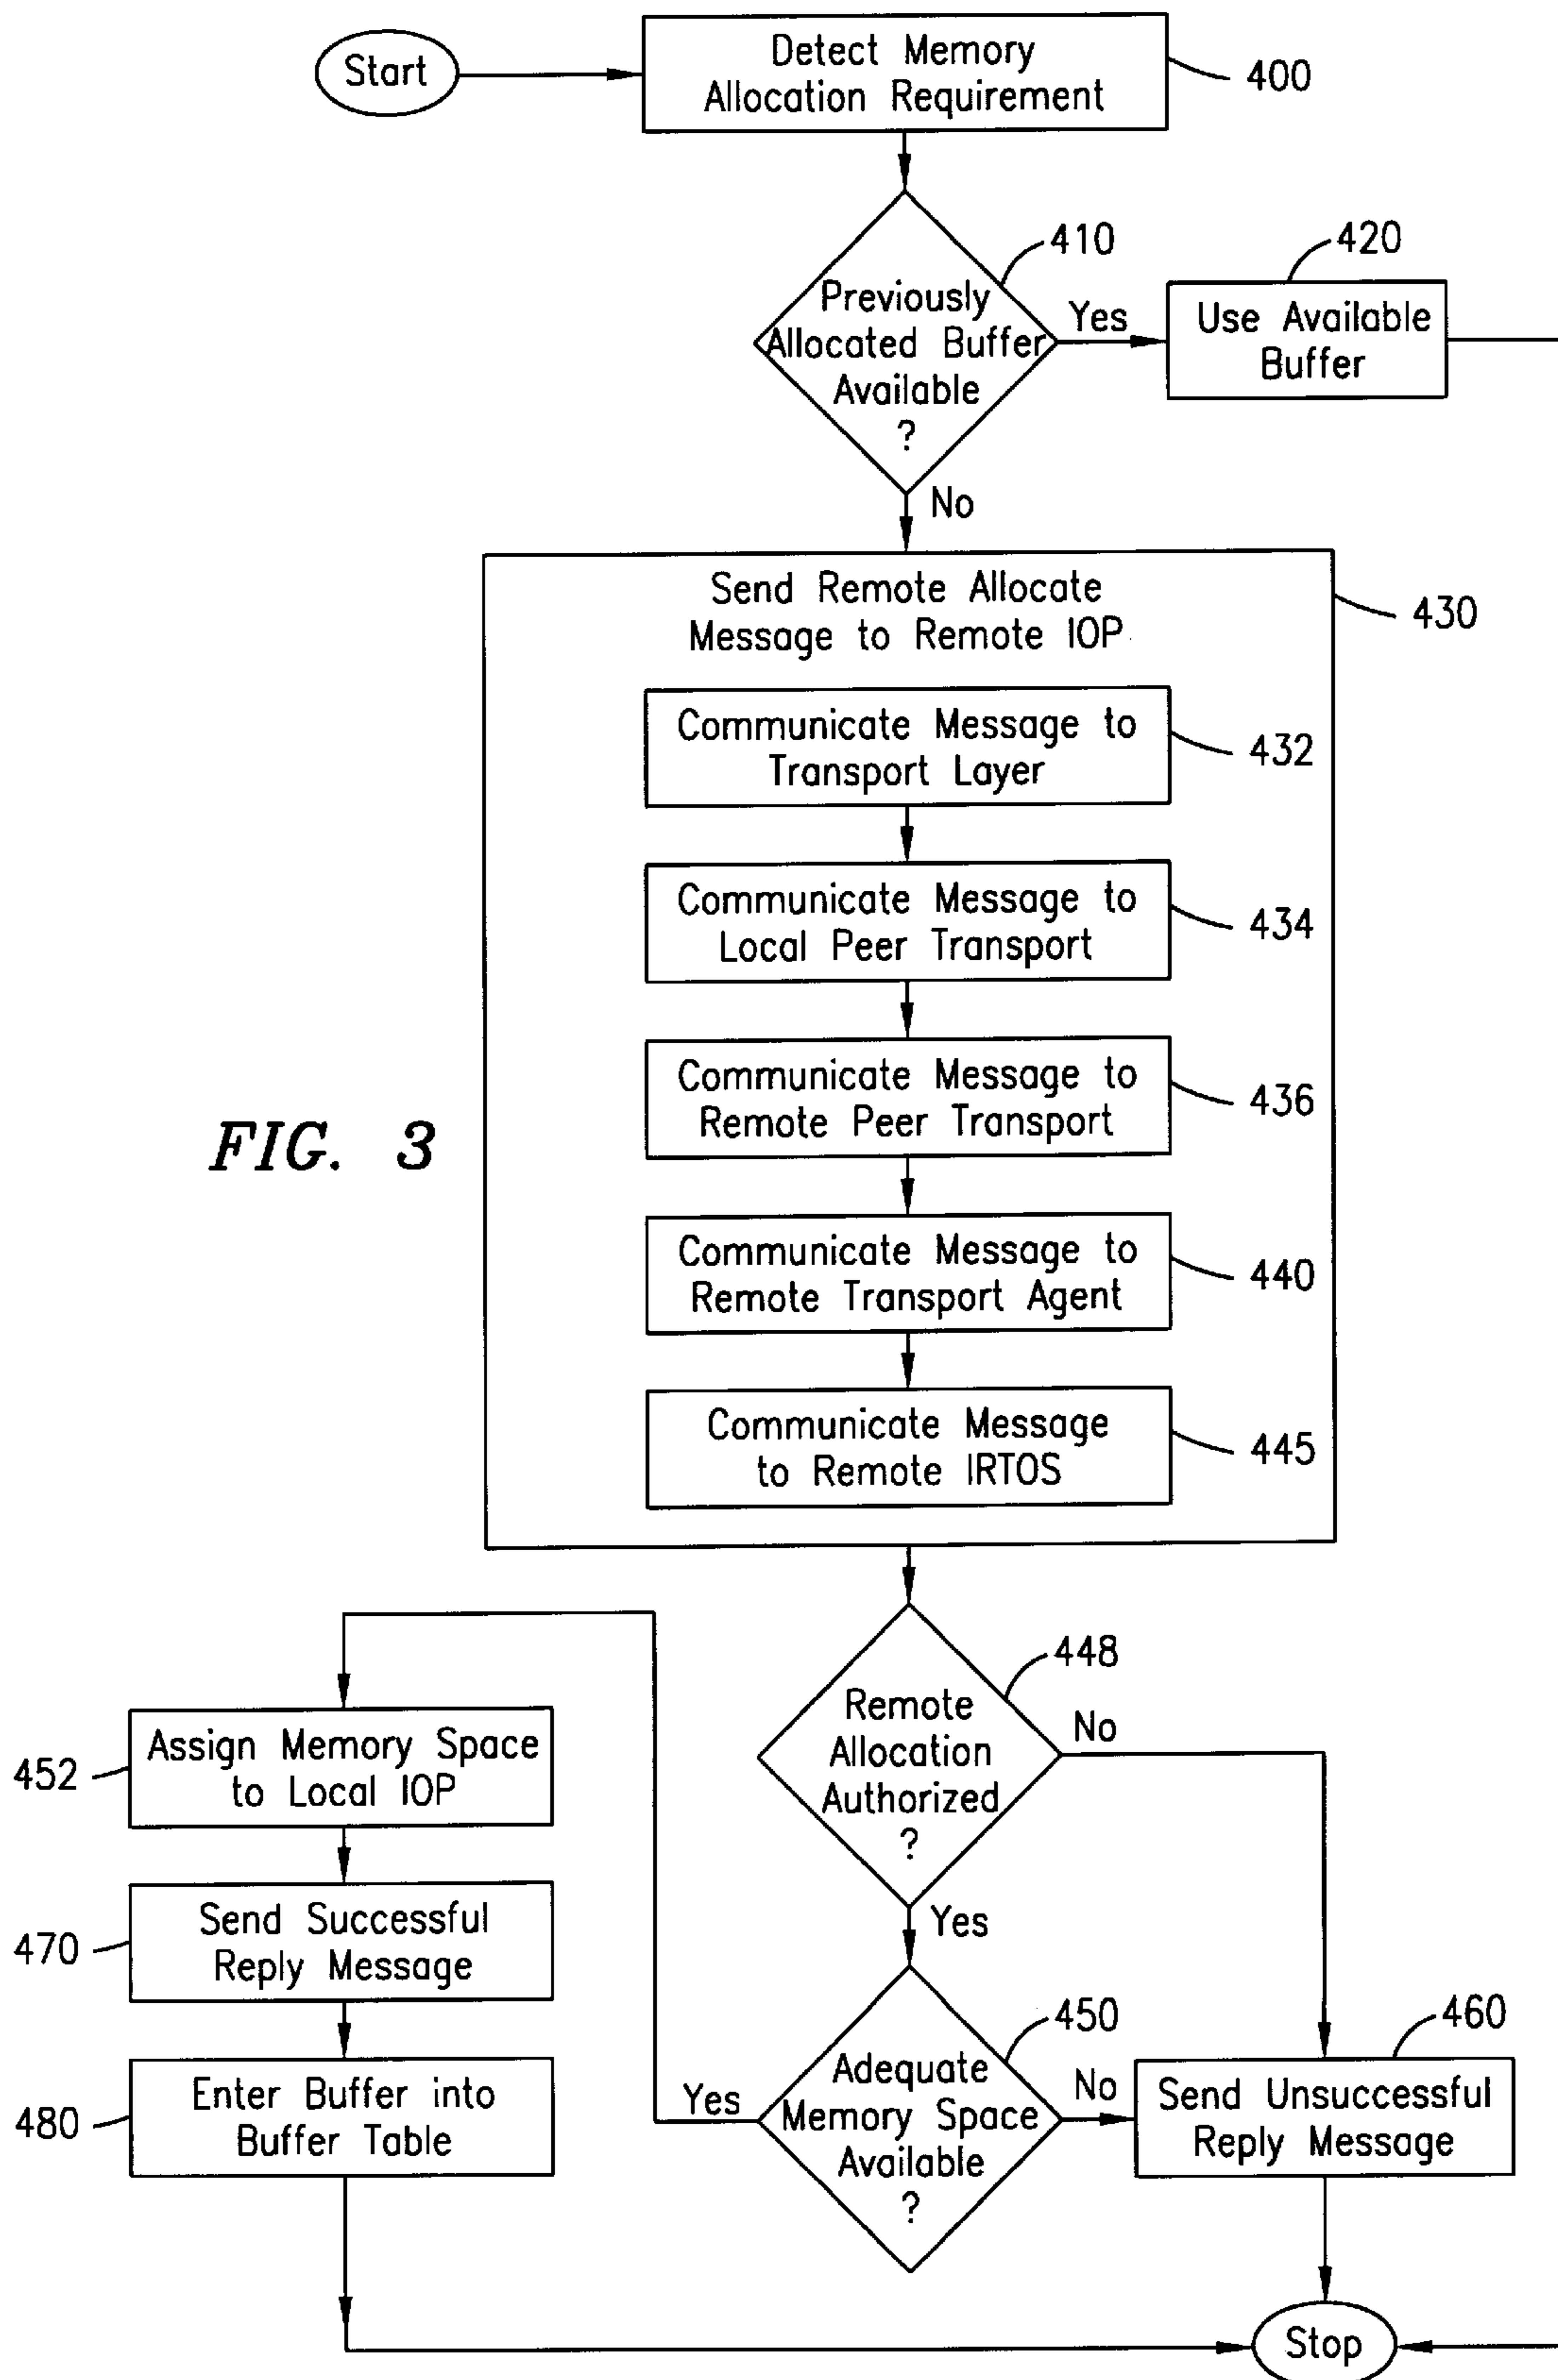 Start
Detect Memory
Allocation Requirement
400
410
Previously
Allocated Buffer
Available
?
Yes
420
Use Available
Buffer
No
Send Remote Allocate
Message to Remote IOP
430
Communicate Message to
Transport Layer
432
Communicate Message to
Local Peer Transport
434
Communicate Message to
Remote Peer Transport
436
FIG. 3
Communicate Message to
Remote Transport Agent
440
Communicate Message
to Remote IRTOS
445
448
Remote
Allocation
Authorized
?
No
Yes
452
Assign Memory Space
to Local IOP
470
Send Successful
Reply Message
480
Enter Buffer into
Buffer Table
450
Adequate
Memory Space
Available
?
Yes
No
460
Send Unsuccessful
Reply Message
Stop